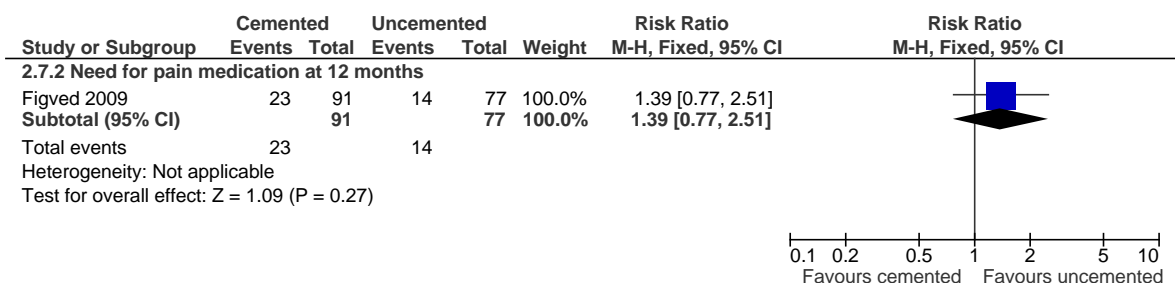 Cemented Uncemented Risk Ratio Risk Ratio
Study or Subgroup Events Total Events Total Weight M-H, Fixed, 95% CI M-H, Fixed, 95% CI
2.7.2 Need for pain medication at 12 months
Figved 2009 23 91 14 77 100.0% 1.39 [0.77, 2.51]
Subtotal (95% CI) 91 77 100.0% 1.39 [0.77, 2.51]
Total events 23 14
Heterogeneity: Not applicable
Test for overall effect: Z = 1.09 (P = 0.27)
0.1 0.2 0.5 1 2 5 10
Favours cemented Favours uncemented